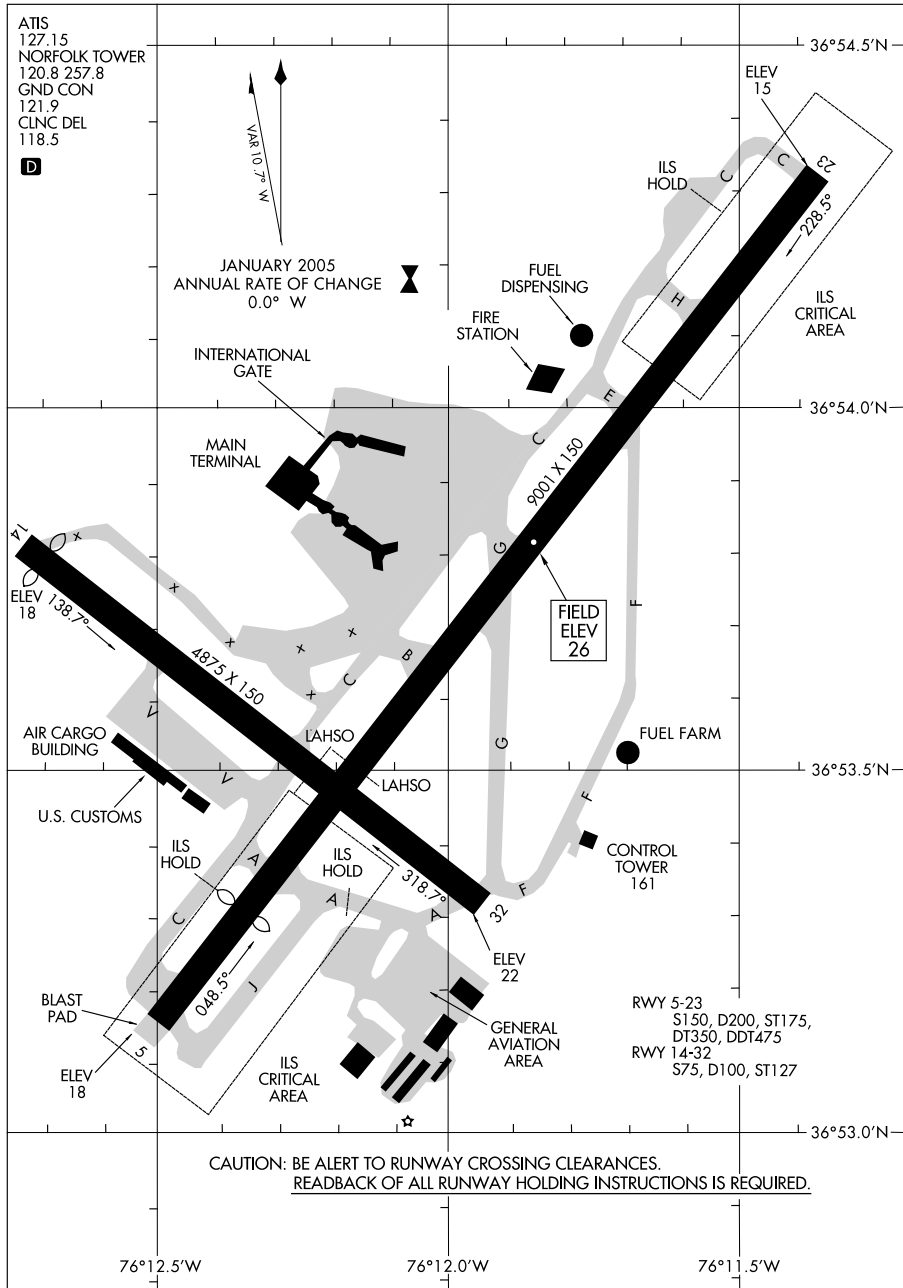 ATIS
127.15
NORFOLK TOWER
120.8 257.8
GND CON
121.9
CLNC DEL
118.5
D
VAR 10.7° W
JANUARY 2005
ANNUAL RATE OF CHANGE
0.0° W
36°54.5'N
ELEV
15
23
C
C
ILS
HOLD
228.5°
H
ILS
CRITICAL
AREA
FUEL
DISPENSING
FIRE
STATION
INTERNATIONAL
GATE
E
36°54.0'N
C
MAIN
TERMINAL
9001 X 150
14
X
G
ELEV
18
138.7°
X
F
FIELD
ELEV
26
X
X
X
B
4875 X 150
C
X
V
AIR CARGO
BUILDING
LAHSO
G
FUEL FARM
V
LAHSO
36°53.5'N
U.S. CUSTOMS
F
ILS
HOLD
A
ILS
HOLD
318.7°
CONTROL
TOWER
161
C
A
A
32
F
ELEV
22
048.5°
J
BLAST
PAD
5
ELEV
18
ILS
CRITICAL
AREA
GENERAL
AVIATION
AREA
RWY 5-23
S150, D200, ST175,
DT350, DDT475
RWY 14-32
S75, D100, ST127
36°53.0'N
CAUTION: BE ALERT TO RUNWAY CROSSING CLEARANCES.
READBACK OF ALL RUNWAY HOLDING INSTRUCTIONS IS REQUIRED.
76°12.5'W
76°12.0'W
76°11.5'W